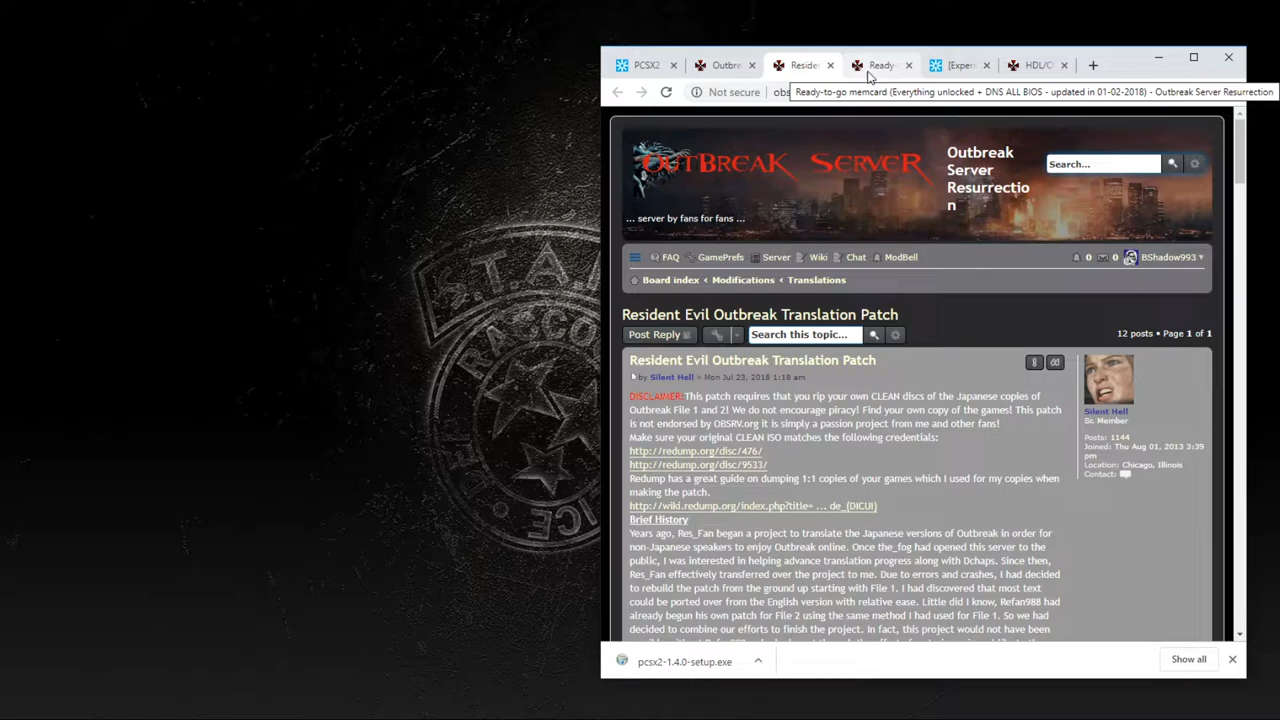 PCSX2
Outbre
Reside
Ready-
[Exper
HDL/O
Not secure
obs
Ready-to-go memcard (Everything unlocked + DNS ALL BIOS - updated in 01-02-2018) - Outbreak Server Resurrection
OUTBREAK SERVER
Outbreak
Server
Resurrectio
n
Search...
... server by fans for fans ...
FAQ GamePrefs Server Wiki Chat ModBell 0 0 BShadow993
Board index ‹ Modifications ‹ Translations
Resident Evil Outbreak Translation Patch
Post Reply Search this topic... 12 posts • Page 1 of 1
Resident Evil Outbreak Translation Patch
by Silent Hell » Mon Jul 23, 2018 1:18 am
DISCLAIMER: This patch requires that you rip your own CLEAN discs of the Japanese copies of
Outbreak File 1 and 2! We do not encourage piracy! Find your own copy of the games! This patch
is not endorsed by OBSRV.org it is simply a passion project from me and other fans!
Make sure your original CLEAN ISO matches the following credentials:
http://redump.org/disc/476/
http://redump.org/disc/9533/
Redump has a great guide on dumping 1:1 copies of your games which I used for my copies when
making the patch.
http://wiki.redump.org/index.php?title= ... de_(DICUI)
Brief History
Years ago, Res_Fan began a project to translate the Japanese versions of Outbreak in order for
non-Japanese speakers to enjoy Outbreak online. Once the_fog had opened this server to the
public, I was interested in helping advance translation progress along with Dchaps. Since then,
Res_Fan effectively transferred over the project to me. Due to errors and crashes, I had decided
to rebuild the patch from the ground up starting with File 1. I had discovered that most text
could be ported over from the English version with relative ease. Little did I know, Refan988 had
already begun his own patch for File 2 using the same method I had used for File 1. So we had
decided to combine our efforts to finish the project. In fact, this project would not have been
Silent Hell
Sr. Member
Posts: 1144
Joined: Thu Aug 01, 2013 3:39
pm
Location: Chicago, Illinois
Contact:
pcsx2-1.4.0-setup.exe
Show all
S.T.A.
RACCO
ICE